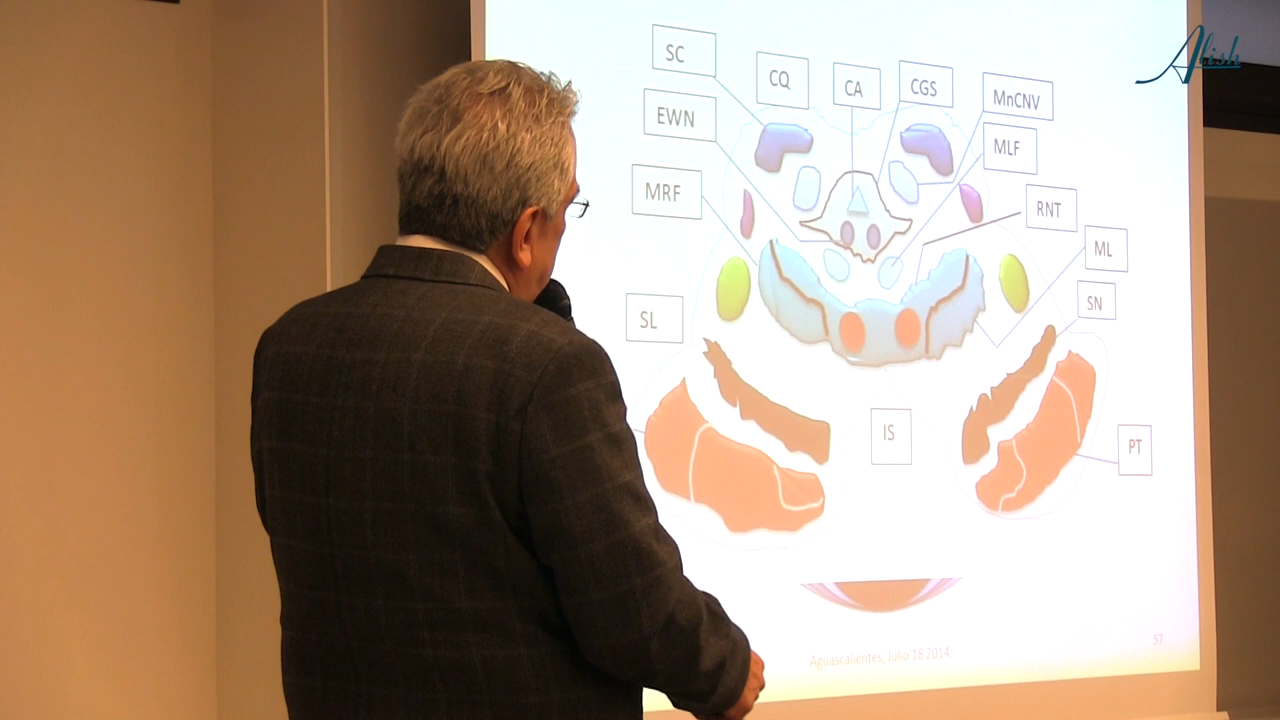 Alish
SC
CQ
CA
CGS
MnCNV
EWN
MLF
MRF
RNT
ML
SN
SL
IS
PT
57
Aguascalientes, Julio 18 2014